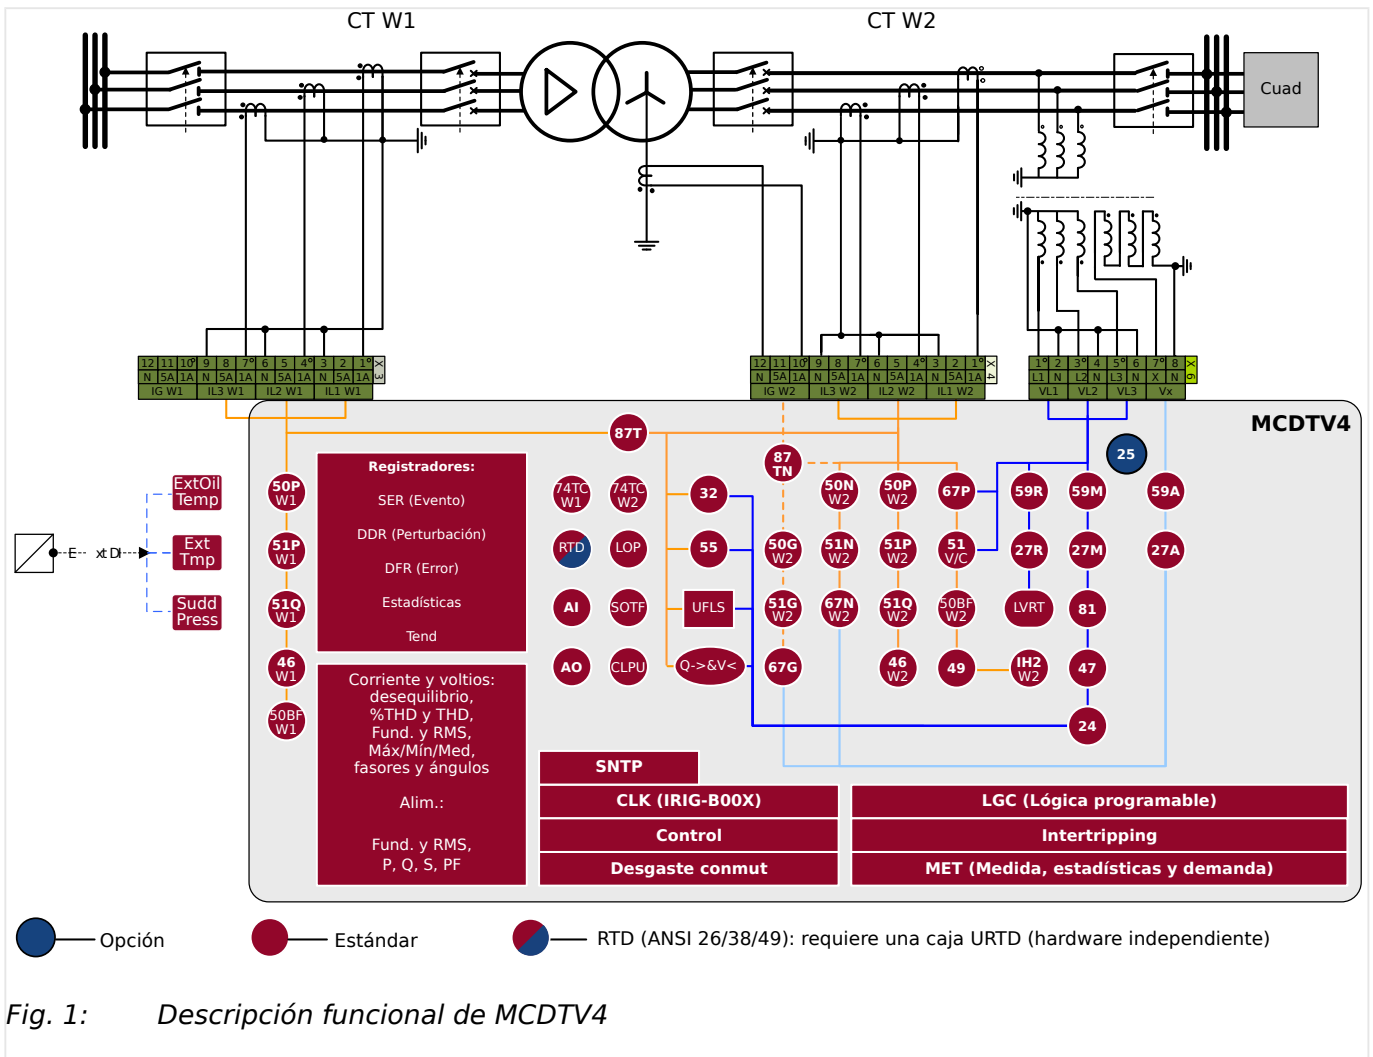 CT W1
CT W2
Cuad
12 11 10° 9 8 7° 6 5 4° 3 2 1° X3
N 5A 1A N 5A 1A N 5A 1A N 5A 1A
IG W1 IL3 W1 IL2 W1 IL1 W1
12 11 10° 9 8 7° 6 5 4° 3 2 1° X4
N 5A 1A N 5A 1A N 5A 1A N 5A 1A
IG W2 IL3 W2 IL2 W2 IL1 W2
1° 2 3° 4 5° 6 7° 8 X6
L1 N L2 N L3 N X N
VL1 VL2 VL3 Vx
MCDTV4
87T
87
TN
25
ExtOil
Temp
Ext
Tmp
Sudd
Press
E xt DI
50P
W1
51P
W1
51Q
W1
46
W1
50BF
W1
Registradores:
SER (Evento)
DDR (Perturbación)
DFR (Error)
Estadísticas
Tend
Corriente y voltios:
desequilibrio,
%THD y THD,
Fund. y RMS,
Máx/Mín/Med,
fasores y ángulos
Alim.:
Fund. y RMS,
P, Q, S, PF
74TC
W1
74TC
W2
RTD
LOP
AI
SOTF
AO
CLPU
32
55
UFLS
Q->&V<
50G
W2
51G
W2
67G
50N
W2
51N
W2
67N
W2
50P
W2
51P
W2
51Q
W2
46
W2
67P
51
V/C
50BF
W2
49
59R
27R
LVRT
IH2
W2
59M
27M
81
47
24
59A
27A
SNTP
CLK (IRIG-B00X)
Control
Desgaste conmut
LGC (Lógica programable)
Intertripping
MET (Medida, estadísticas y demanda)
Opción
Estándar
RTD (ANSI 26/38/49): requiere una caja URTD (hardware independiente)
Fig. 1: Descripción funcional de MCDTV4